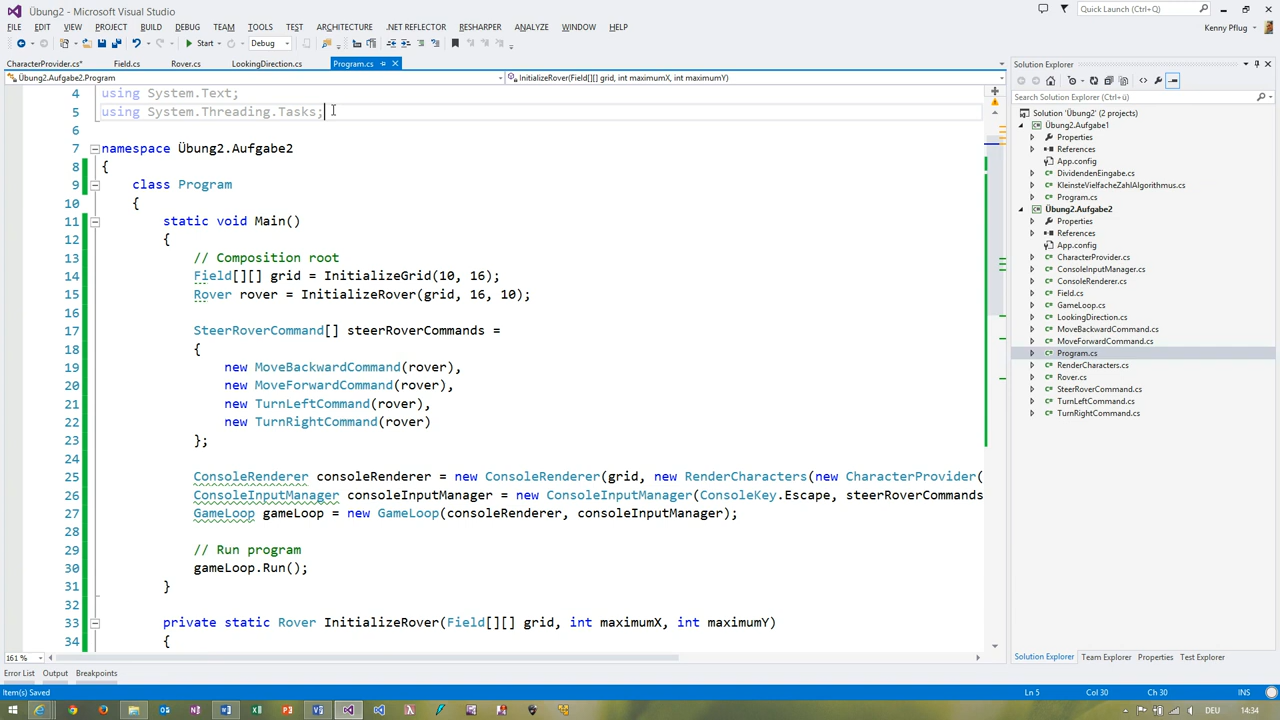 Übung2 - Microsoft Visual Studio
Quick Launch (Ctrl+Q)
FILE EDIT VIEW PROJECT BUILD DEBUG TEAM TOOLS TEST ARCHITECTURE .NET REFLECTOR RESHARPER ANALYZE WINDOW HELP
Kenny Pflug
Start Debug
CharacterProvider.cs* Field.cs Rover.cs LookingDirection.cs Program.cs
Übung2.Aufgabe2.Program InitializeRover(Field[][] grid, int maximumX, int maximumY)
4 using System.Text;
5 using System.Threading.Tasks;
6
7 namespace Übung2.Aufgabe2
8 {
9 class Program
10 {
11 static void Main()
12 {
13 // Composition root
14 Field[][] grid = InitializeGrid(10, 16);
15 Rover rover = InitializeRover(grid, 16, 10);
16
17 SteerRoverCommand[] steerRoverCommands =
18 {
19 new MoveBackwardCommand(rover),
20 new MoveForwardCommand(rover),
21 new TurnLeftCommand(rover),
22 new TurnRightCommand(rover)
23 };
24
25 ConsoleRenderer consoleRenderer = new ConsoleRenderer(grid, new RenderCharacters(new CharacterProvider(
26 ConsoleInputManager consoleInputManager = new ConsoleInputManager(ConsoleKey.Escape, steerRoverCommands
27 GameLoop gameLoop = new GameLoop(consoleRenderer, consoleInputManager);
28
29 // Run program
30 gameLoop.Run();
31 }
32
33 private static Rover InitializeRover(Field[][] grid, int maximumX, int maximumY)
34 {
161 %
Solution Explorer
Search Solution Explorer (Ctrl+ü)
Solution 'Übung2' (2 projects)
Übung2.Aufgabe1
Properties
References
App.config
DividendenEingabe.cs
KleinsteVielfacheZahlAlgorithmus.cs
Program.cs
Übung2.Aufgabe2
Properties
References
App.config
CharacterProvider.cs
ConsoleInputManager.cs
ConsoleRenderer.cs
Field.cs
GameLoop.cs
LookingDirection.cs
MoveBackwardCommand.cs
MoveForwardCommand.cs
Program.cs
RenderCharacters.cs
Rover.cs
SteerRoverCommand.cs
TurnLeftCommand.cs
TurnRightCommand.cs
Solution Explorer Team Explorer Properties Test Explorer
Error List Output Breakpoints
Item(s) Saved Ln 5 Col 30 Ch 30 INS
DEU 14:34